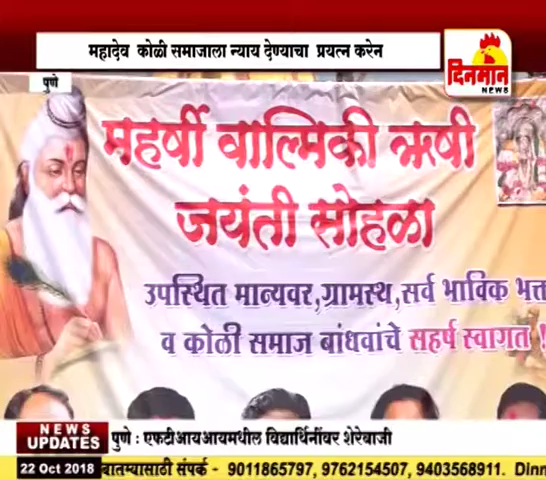 महादेव कोळी समाजाला न्याय देण्याचा प्रयत्न करेन
दिनमान
NEWS
पुणे
महर्षी वाल्मिकी ऋषी
जयंती सोहळा
उपस्थित मान्यवर,ग्रामस्थ,सर्व भाविक भक्त
व कोळी समाज बांधवांचे सहर्ष स्वागत !
NEWS
UPDATES
पुणे : एफटीआयआयमधील विद्यार्थिनींवर शेरेबाजी
22 Oct 2018
बातम्यासाठी संपर्क - 9011865797, 9762154507, 9403568911. Dinn